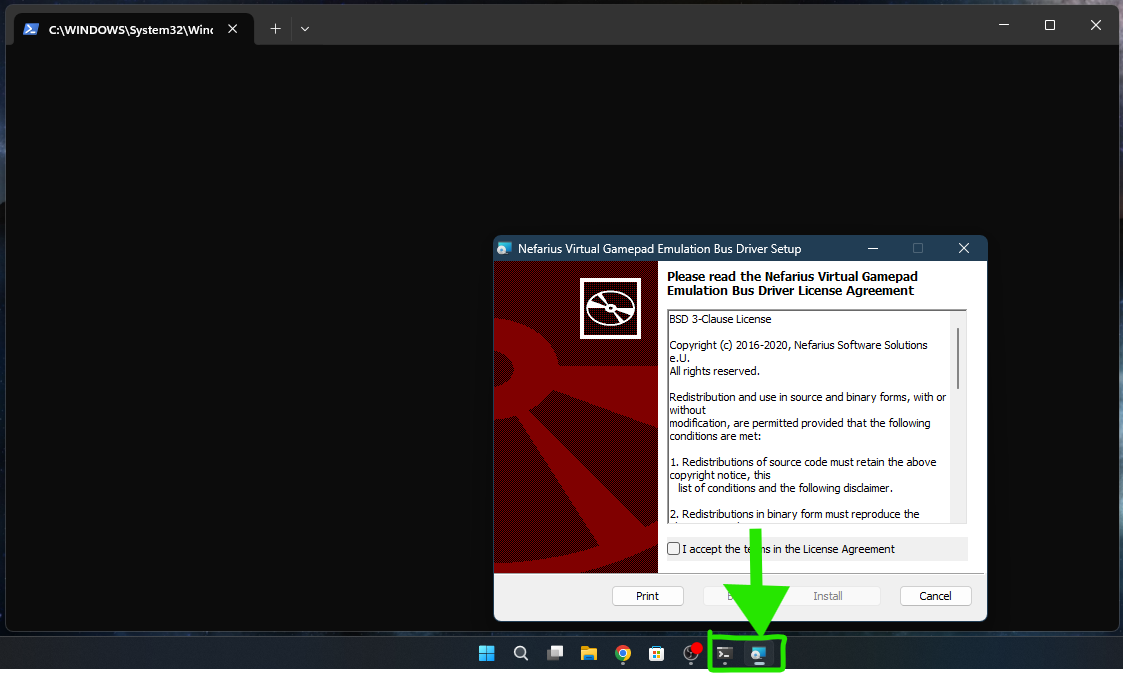 C:\WINDOWS\System32\Winc
Nefarius Virtual Gamepad Emulation Bus Driver Setup
Please read the Nefarius Virtual Gamepad
Emulation Bus Driver License Agreement
BSD 3-Clause License
Copyright (c) 2016-2020, Nefarius Software Solutions
e.U.
All rights reserved.
Redistribution and use in source and binary forms, with or
without
modification, are permitted provided that the following
conditions are met:
1. Redistributions of source code must retain the above
copyright notice, this
list of conditions and the following disclaimer.
2. Redistributions in binary form must reproduce the
I accept the terms in the License Agreement
Print
Install
Cancel